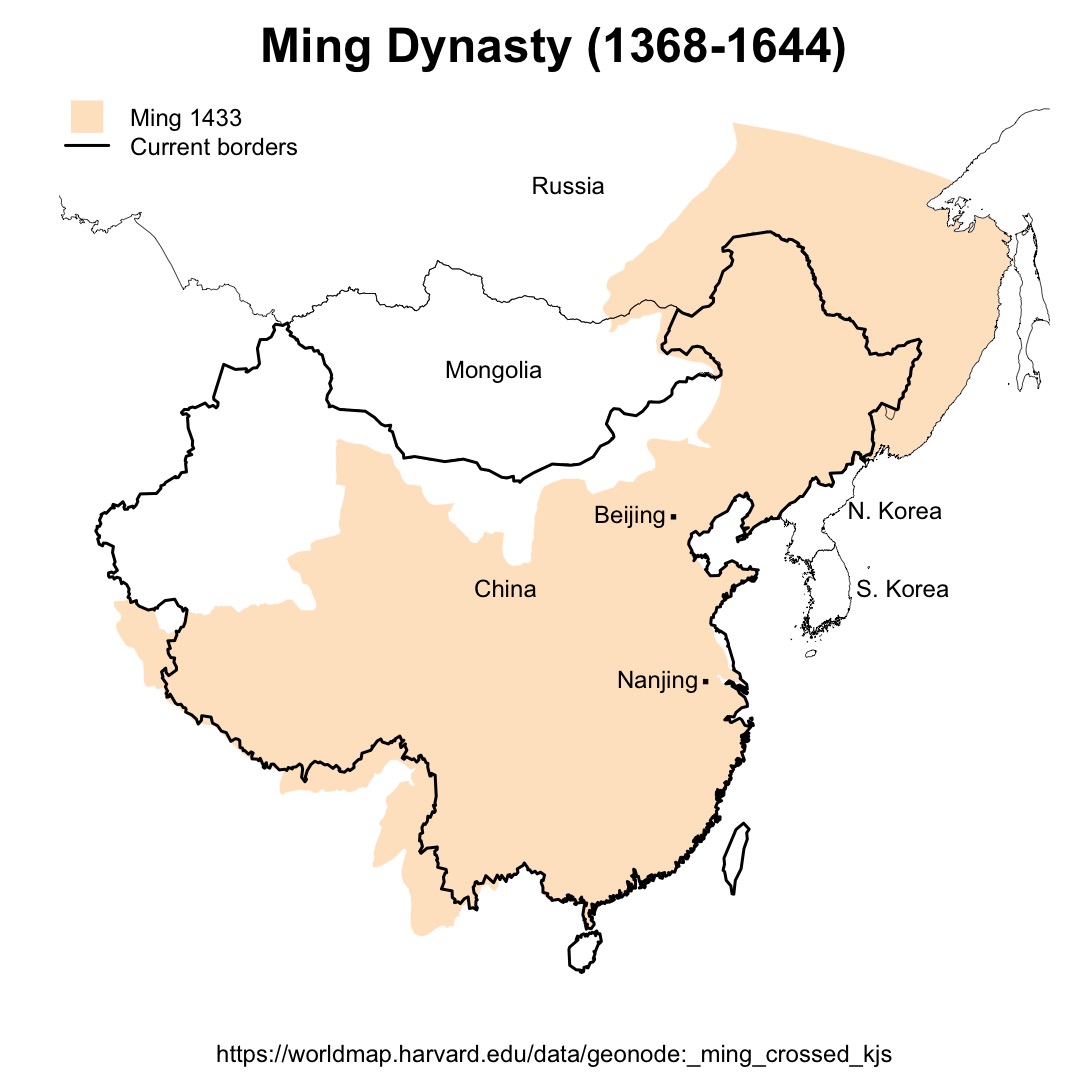 Ming Dynasty (1368-1644)
Ming 1433
Current borders
Russia
Mongolia
Beijing
N. Korea
China
S. Korea
Nanjing
https://worldmap.harvard.edu/data/geonode:_ming_crossed_kjs